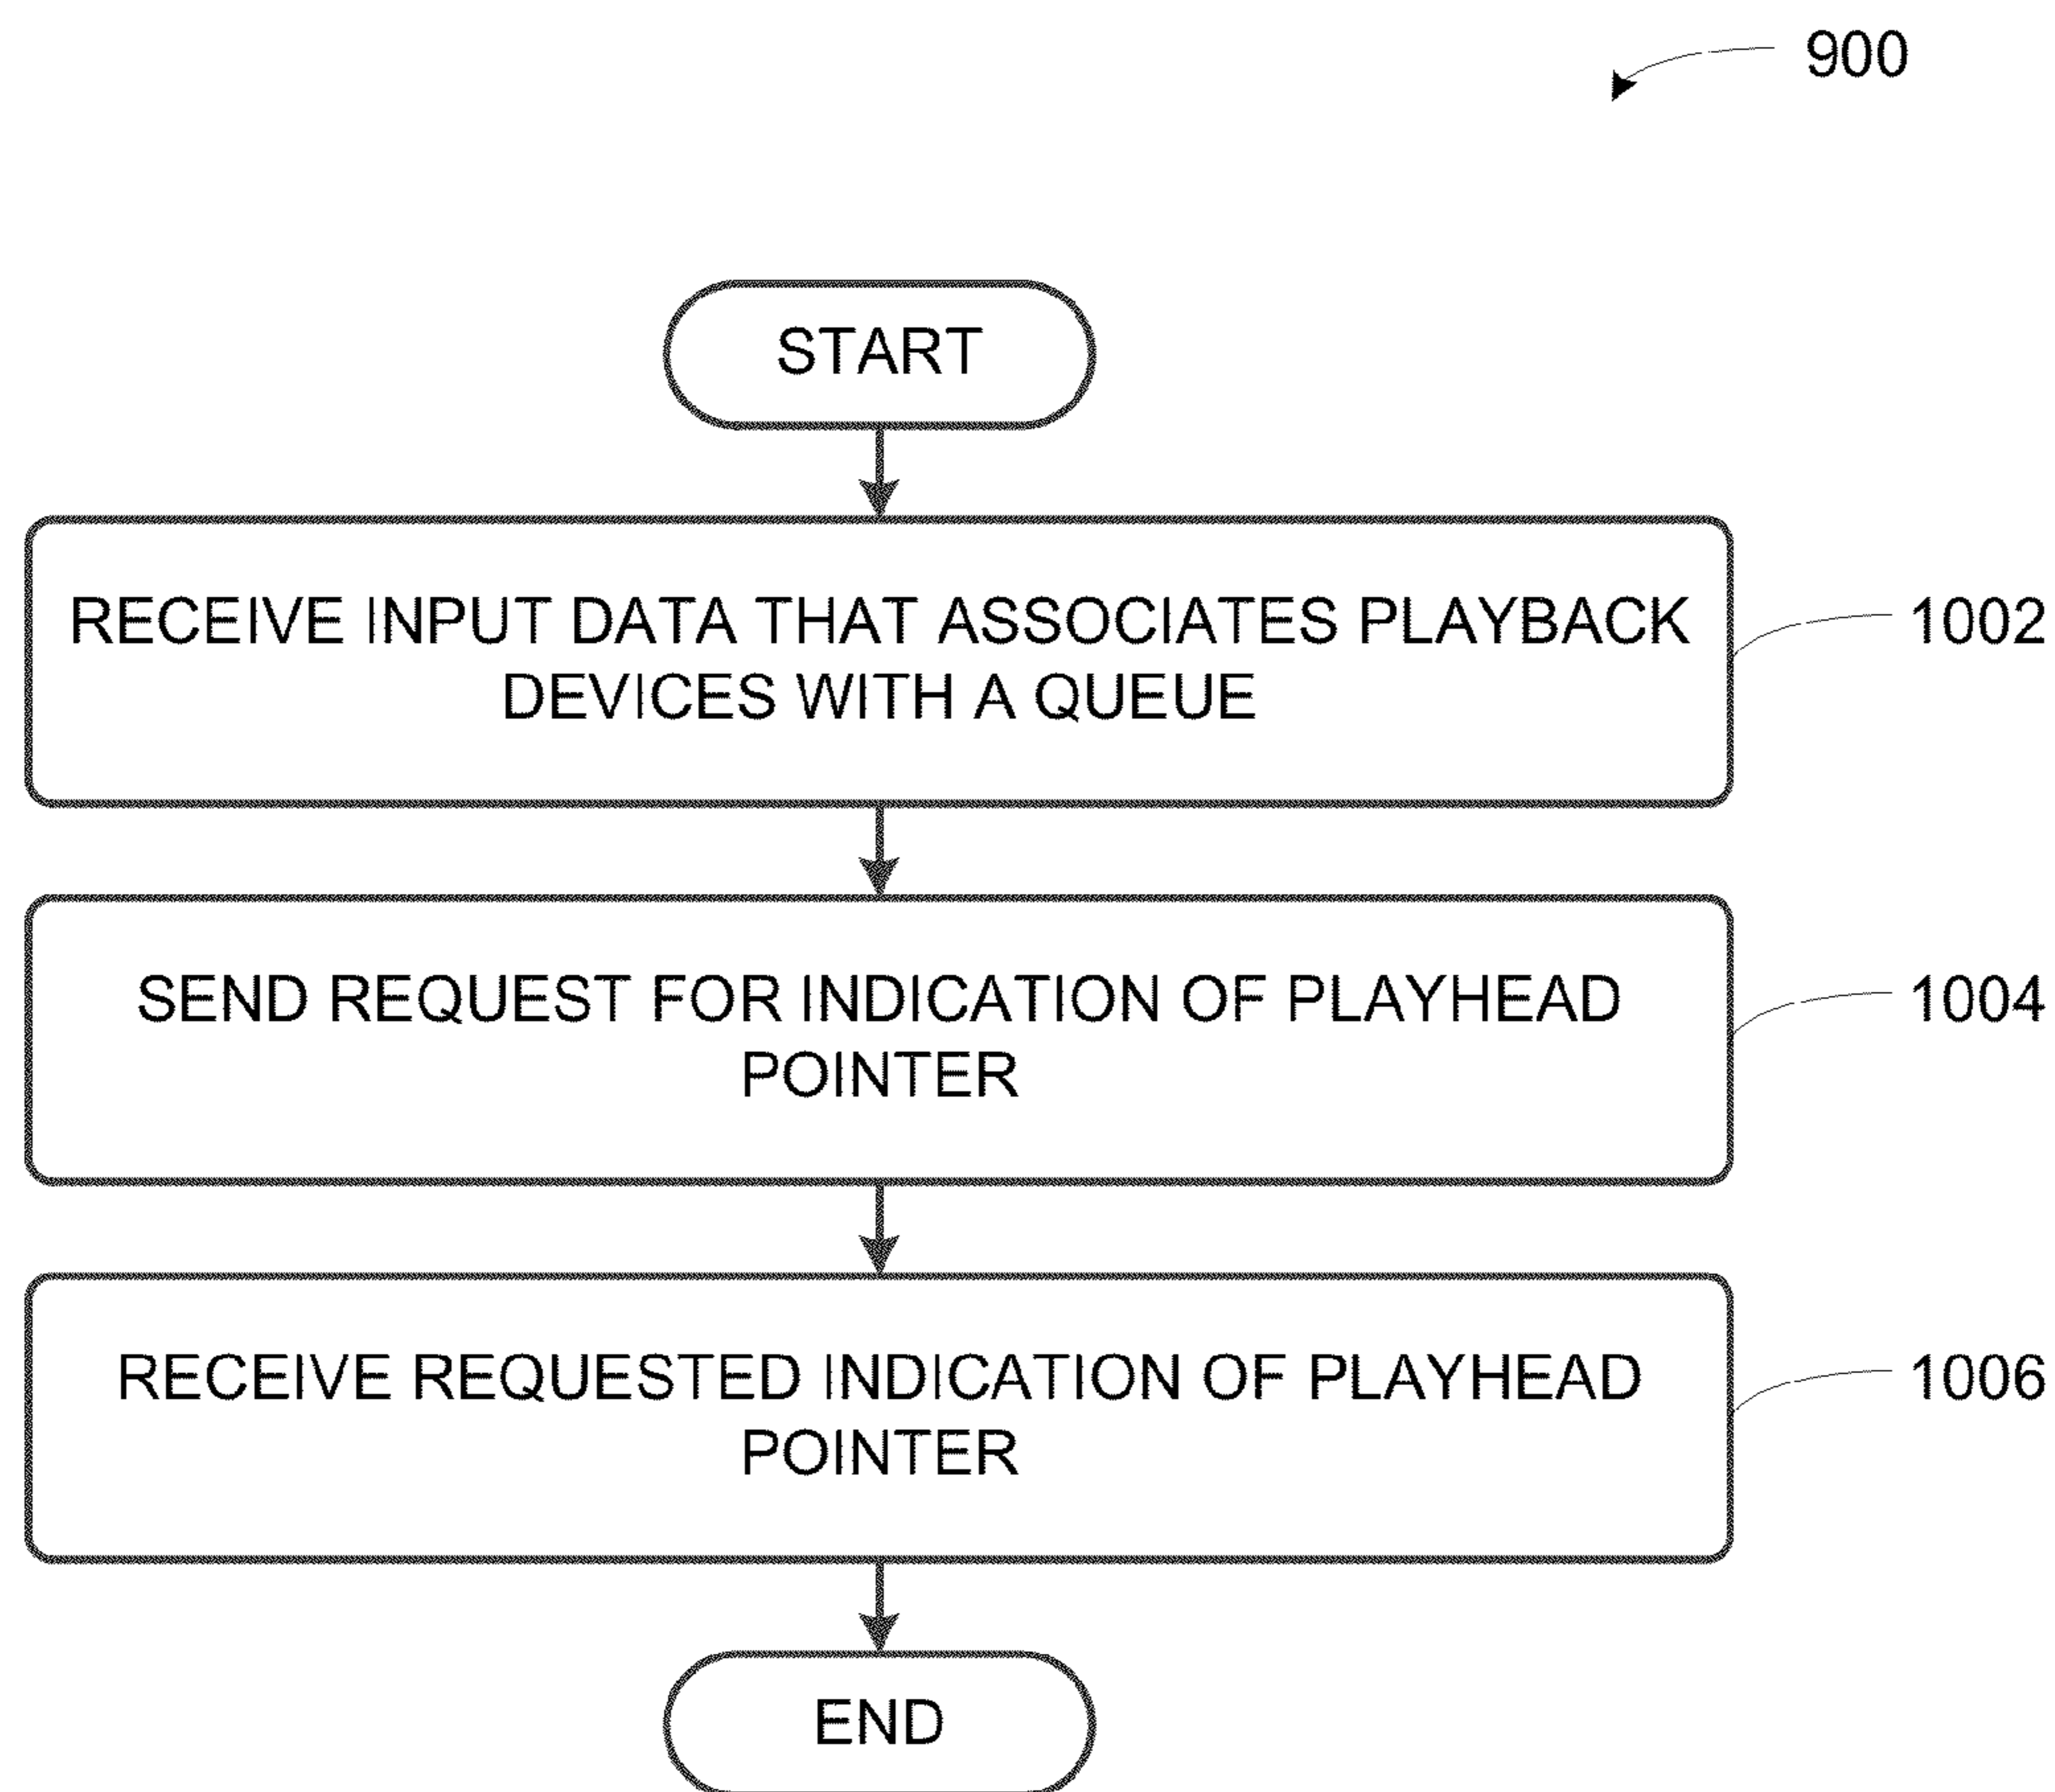 900
START
RECEIVE INPUT DATA THAT ASSOCIATES PLAYBACK
DEVICES WITH A QUEUE
1002
SEND REQUEST FOR INDICATION OF PLAYHEAD
POINTER
1004
RECEIVE REQUESTED INDICATION OF PLAYHEAD
POINTER
1006
END